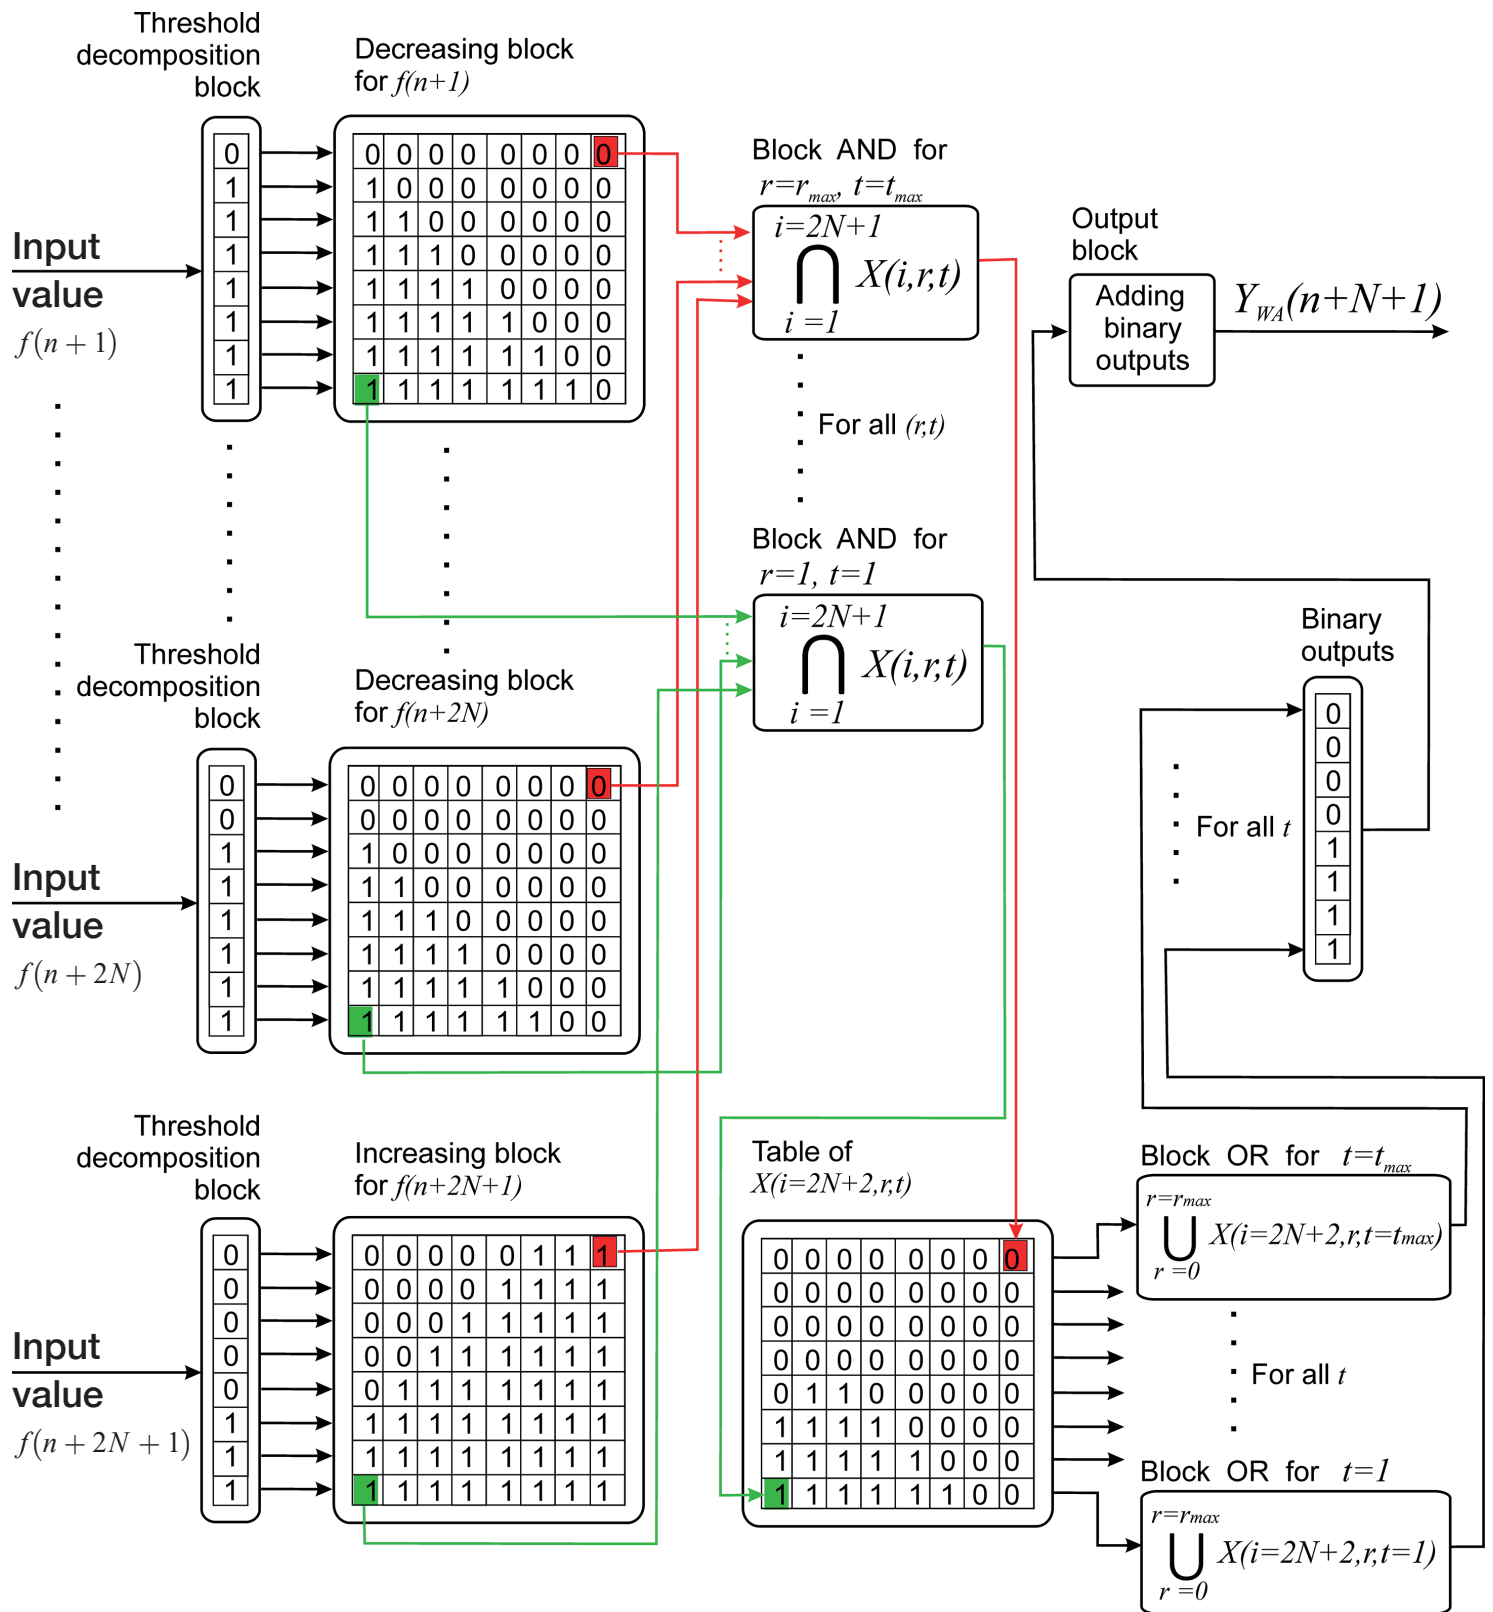 Threshold
decomposition
block
Decreasing block
for f(n+1)
0
1
1
1
1
1
1
1
0 0 0 0 0 0 0 0
1 0 0 0 0 0 0 0
1 1 0 0 0 0 0 0
1 1 1 0 0 0 0 0
1 1 1 1 0 0 0 0
1 1 1 1 1 0 0 0
1 1 1 1 1 1 0 0
1 1 1 1 1 1 1 0
Input
value
f(n + 1)
Block AND for
r=rmax, t=tmax
i=2N+1
⋂ X(i,r,t)
i =1
For all (r,t)
Output
block
Adding
binary
outputs
Y_WA(n+N+1)
Block AND for
r=1, t=1
i=2N+1
⋂ X(i,r,t)
i =1
Binary
outputs
0
0
0
0
1
1
1
1
For all t
Threshold
decomposition
block
Decreasing block
for f(n+2N)
0
0
1
1
1
1
1
1
0 0 0 0 0 0 0 0
0 0 0 0 0 0 0 0
1 0 0 0 0 0 0 0
1 1 0 0 0 0 0 0
1 1 1 0 0 0 0 0
1 1 1 1 0 0 0 0
1 1 1 1 1 0 0 0
1 1 1 1 1 1 0 0
Input
value
f(n + 2N)
Threshold
decomposition
block
Increasing block
for f(n+2N+1)
0
0
0
0
0
1
1
1
0 0 0 0 0 1 1 1
0 0 0 0 1 1 1 1
0 0 0 1 1 1 1 1
0 0 1 1 1 1 1 1
0 1 1 1 1 1 1 1
1 1 1 1 1 1 1 1
1 1 1 1 1 1 1 1
1 1 1 1 1 1 1 1
Input
value
f(n + 2N + 1)
Table of
X(i=2N+2,r,t)
0 0 0 0 0 0 0 0
0 0 0 0 0 0 0 0
0 0 0 0 0 0 0 0
0 0 0 0 0 0 0 0
0 1 1 0 0 0 0 0
1 1 1 1 0 0 0 0
1 1 1 1 1 0 0 0
1 1 1 1 1 1 0 0
Block OR for t=tmax
r=rmax
⋃ X(i=2N+2,r,t=tmax)
r =0
For all t
Block OR for t=1
r=rmax
⋃ X(i=2N+2,r,t=1)
r =0